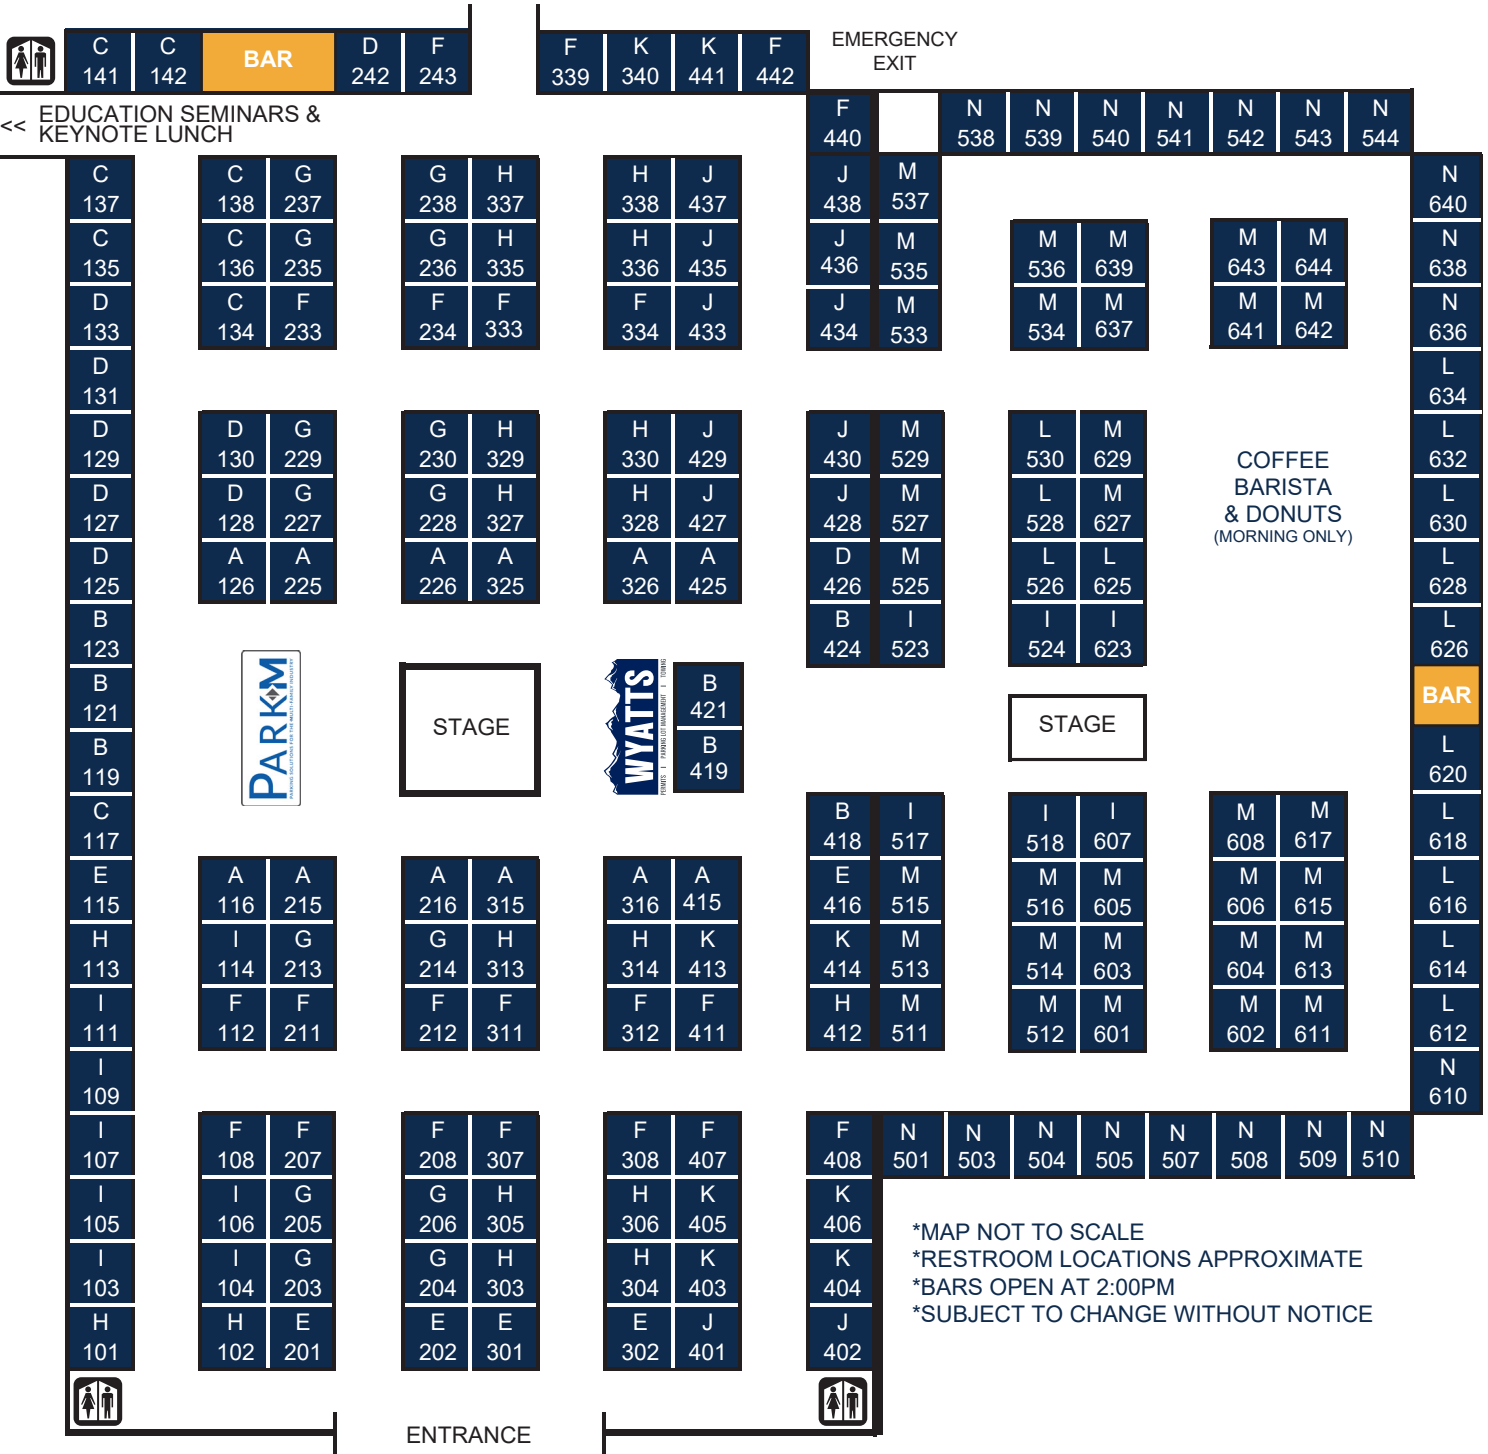 C C BAR D F F K K F EMERGENCY
141 142 242 243 339 340 441 442 EXIT
<< EDUCATION SEMINARS &
KEYNOTE LUNCH
F N N N N N N N
440 538 539 540 541 542 543 544
C C G G H H J J M N
137 138 237 238 337 338 437 438 537 640
C C G G H H J J M M M M M N
135 136 235 236 335 336 435 436 535 536 639 643 644 638
D C F F F F J J M M M M M N
133 134 233 234 333 334 433 434 533 534 637 641 642 636
D L
131 634
D D G G H H J J M L M L
129 130 229 230 329 330 429 430 529 530 629 632
D D G G H H J J M L M L
127 128 227 228 327 328 427 428 527 528 627 630
COFFEE
BARISTA
& DONUTS
(MORNING ONLY)
D A A A A A A D M L L L
125 126 225 226 325 326 425 426 525 526 625 628
B B I I I L
123 424 523 524 623 626
B B BAR
121 421
PARKM
PARKING SOLUTIONS FOR THE MULTI-FAMILY INDUSTRY
STAGE
WYATTS
PERMITS | PARKING LOT MANAGEMENT | TOWING
STAGE
B B L
119 419 620
C B I I I M M L
117 418 517 518 607 608 617 618
E A A A A A A E M M M M M L
115 116 215 216 315 316 415 416 515 516 605 606 615 616
H I G G H H K K M M M M M L
113 114 213 214 313 314 413 414 513 514 603 604 613 614
I F F F F F F H M M M M M L
111 112 211 212 311 312 411 412 511 512 601 602 611 612
I N
109 610
I F F F F F F F N N N N N N N N
107 108 207 208 307 308 407 408 501 503 504 505 507 508 509 510
I I G G H H K K
105 106 205 206 305 306 405 406
I I G G H H K K
103 104 203 204 303 304 403 404
H H E E E E J J
101 102 201 202 301 302 401 402
*MAP NOT TO SCALE
*RESTROOM LOCATIONS APPROXIMATE
*BARS OPEN AT 2:00PM
*SUBJECT TO CHANGE WITHOUT NOTICE
ENTRANCE